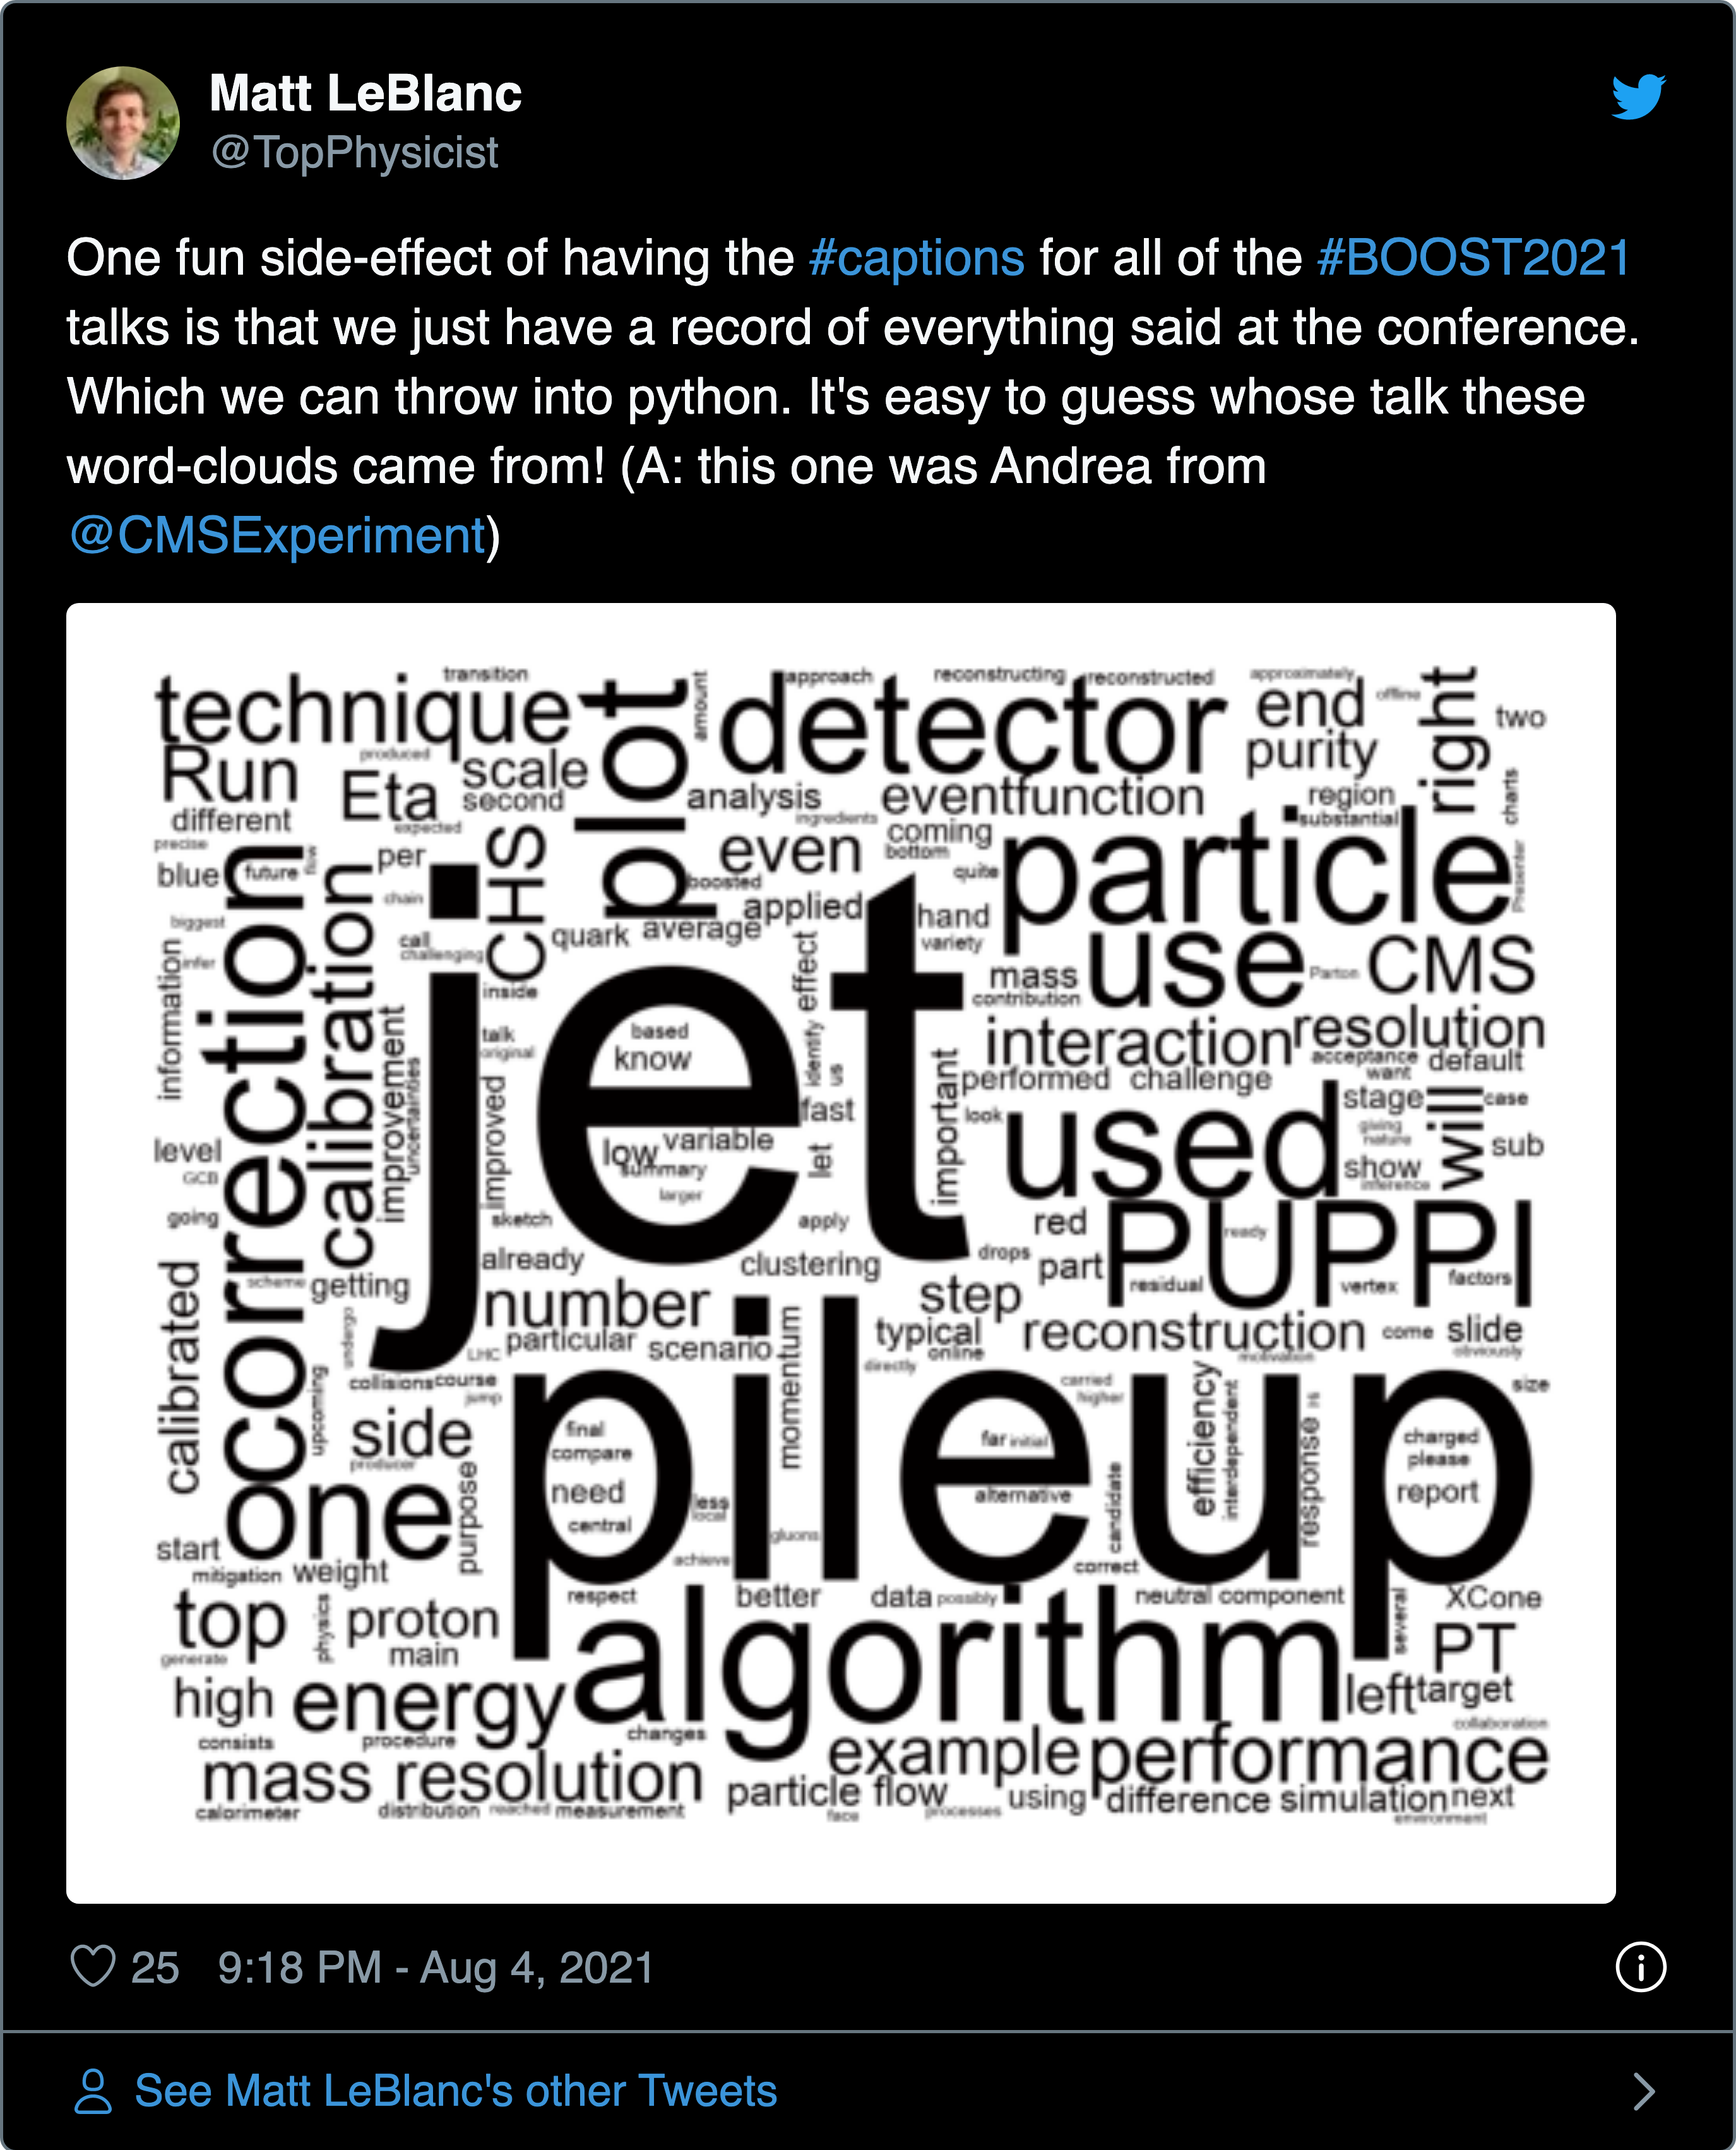 Matt LeBlanc
@TopPhysicist
One fun side-effect of having the #captions for all of the #BOOST2021
talks is that we just have a record of everything said at the conference.
Which we can throw into python. It's easy to guess whose talk these
word-clouds came from! (A: this one was Andrea from
@CMSExperiment)
transition
approach
reconstructing
reconstructed
approximately
technique
plot
amount
detector
end
offline
right
two
produced
purity
Run
Eta
scale
second
analysis
eventfunction
region
charts
different
expected
ingredients
substantial
precise
correction
future
flow
calibration
per
CHS
even
coming
bottom
particle
Presenter
blue
chain
boosted
quite
biggest
applied
hand
call
challenging
quark
average
variety
use
CMS
information
infer
jet
inside
effect
mass
Parton
contribution
talk
original
based
know
identify
us
interaction
resolution
improvement
uncertainties
improved
important
acceptance
default
want
performed
challenge
fast
look
used
stage
will
case
level
low
variable
let
giving
nature
sub
GCB
summary
show
inference
larger
going
sketch
apply
red
PUPPI
ready
already
clustering
drops
part
calibrated
scheme
getting
residual
vertex
factors
number
step
undergo
particular
scenario
momentum
typical
online
reconstruction
come
slide
LHC
directly
motivation
obviously
upcoming
collisions
course
jump
pileup
carried
higher
efficiency
interdependent
response
is
size
side
final
compare
far
initial
charged
please
producer
one
purpose
need
less
local
alternative
candidate
report
central
gluons
start
achieve
correct
mitigation
weight
respect
better
data
possibly
neutral component
several
XCone
top
physics
proton
algorithm
PT
generate
main
high
energy
left
target
changes
collaboration
consists
procedure
example
performance
mass resolution
particle flow
using
difference
simulation
next
calorimeter
distribution
reached
measurement
face
processes
environment
25 9:18 PM - Aug 4, 2021
See Matt LeBlanc's other Tweets